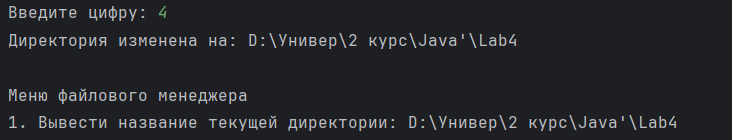 Введите цифру: 4
Директория изменена на: D:\Универ\2 курс\Java'\Lab4
Меню файлового менеджера
1. Вывести название текущей директории: D:\Универ\2 курс\Java'\Lab4